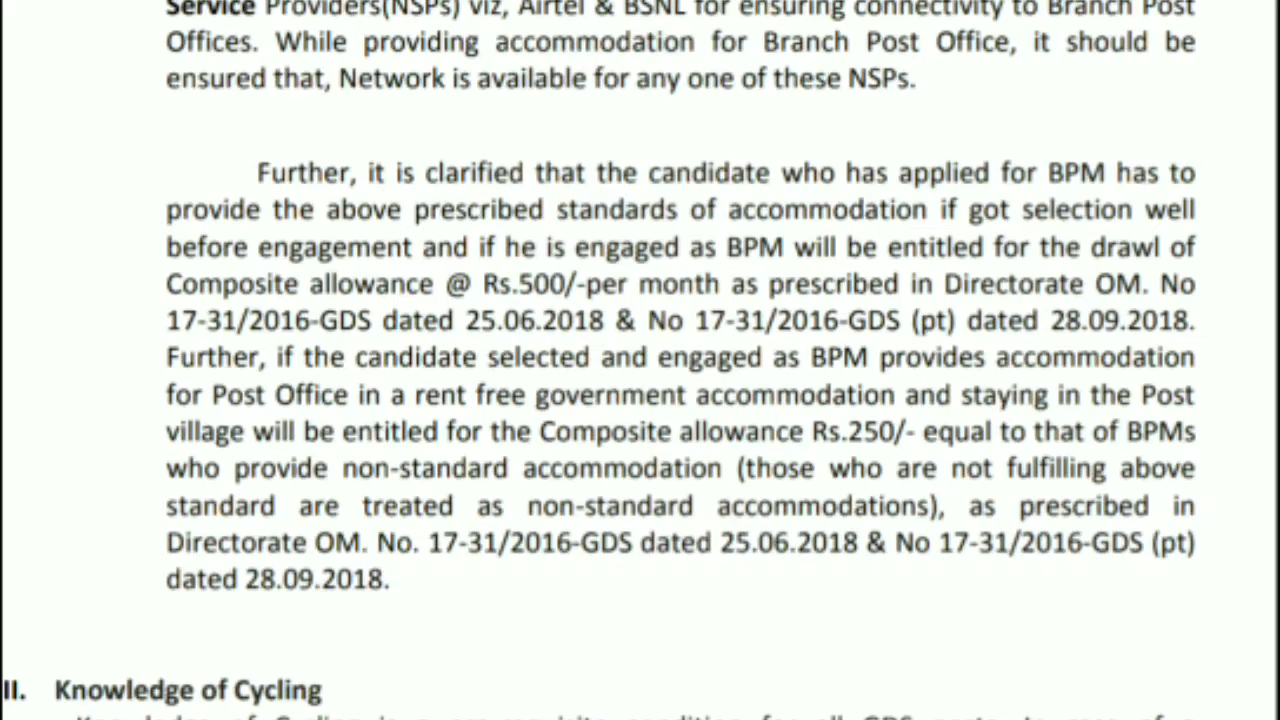 Service Providers(NSPs) viz, Airtel & BSNL for ensuring connectivity to Branch Post
Offices. While providing accommodation for Branch Post Office, it should be
ensured that, Network is available for any one of these NSPs.
Further, it is clarified that the candidate who has applied for BPM has to
provide the above prescribed standards of accommodation if got selection well
before engagement and if he is engaged as BPM will be entitled for the drawl of
Composite allowance @ Rs.500/-per month as prescribed in Directorate OM. No
17-31/2016-GDS dated 25.06.2018 & No 17-31/2016-GDS (pt) dated 28.09.2018.
Further, if the candidate selected and engaged as BPM provides accommodation
for Post Office in a rent free government accommodation and staying in the Post
village will be entitled for the Composite allowance Rs.250/- equal to that of BPMs
who provide non-standard accommodation (those who are not fulfilling above
standard are treated as non-standard accommodations), as prescribed in
Directorate OM. No. 17-31/2016-GDS dated 25.06.2018 & No 17-31/2016-GDS (pt)
dated 28.09.2018.
II. Knowledge of Cycling